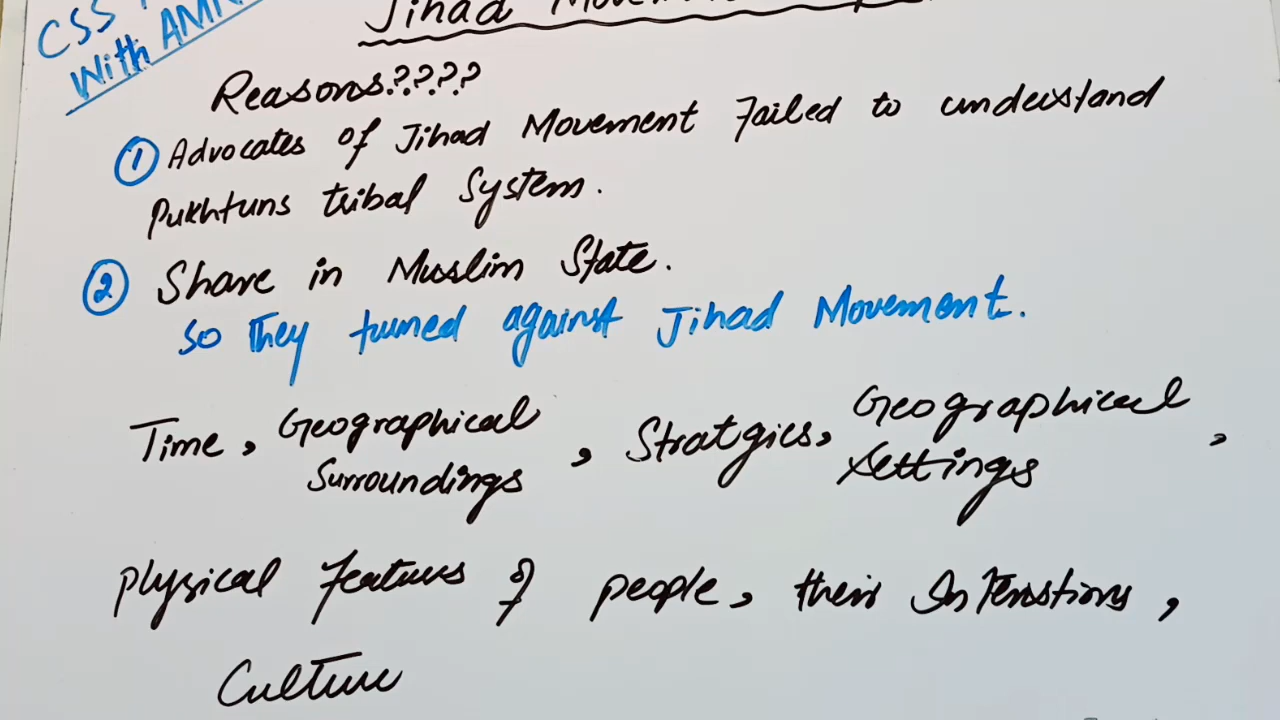 CSS
With AMN
Jihad Movement
Reasons????
① Advocates of Jihad Movement Failed to understand
Pukhtuns tribal System.
② Share in Muslim State.
so They turned against Jihad Movement.
Time, Geographical Surroundings, Stratgies, Geographical Settings,
Physical Features of people, their Intenstions,
Culture